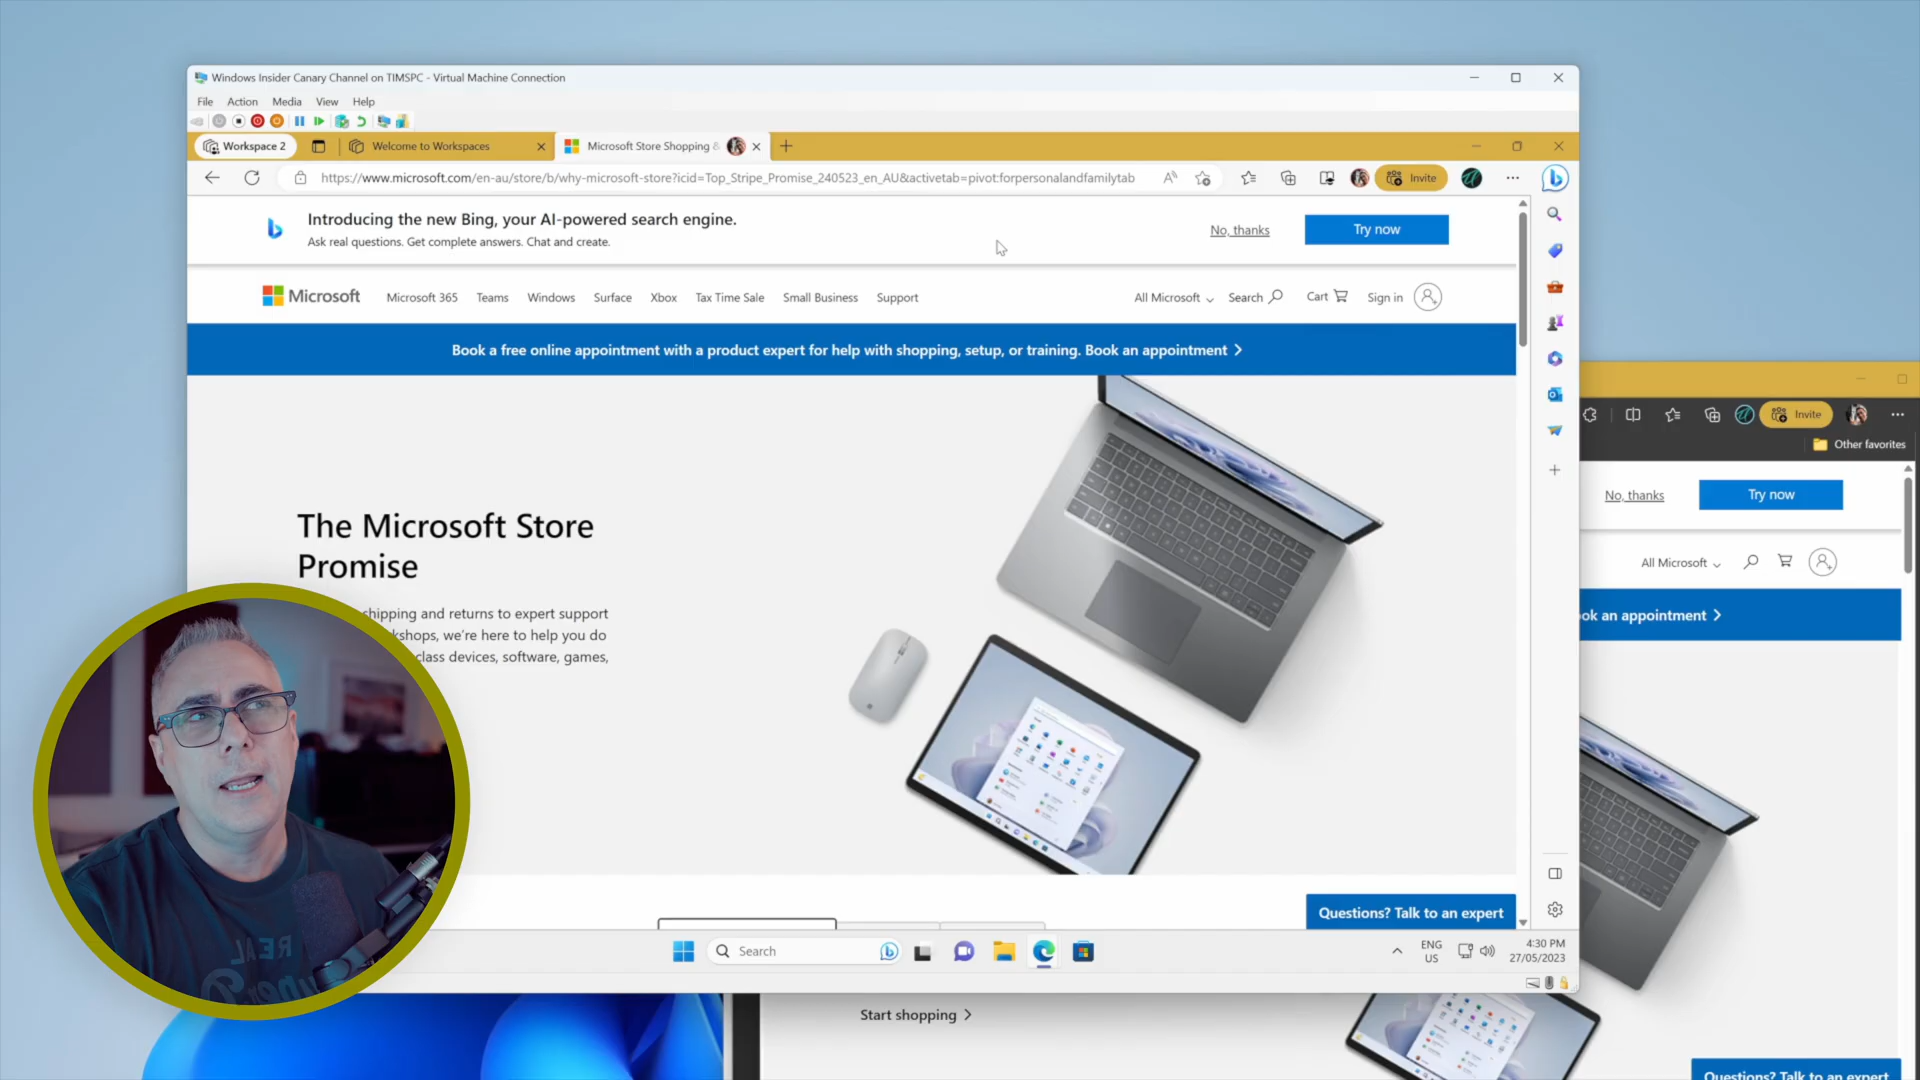 Windows Insider Canary Channel on TIMSPC - Virtual Machine Connection
File Action Media View Help
Workspace 2
Welcome to Workspaces
Microsoft Store Shopping &
https://www.microsoft.com/en-au/store/b/why-microsoft-store?icid=Top_Stripe_Promise_240523_en_AU&activetab=pivot:forpersonalandfamilytab
Invite
Introducing the new Bing, your AI-powered search engine.
Ask real questions. Get complete answers. Chat and create.
No, thanks
Try now
Microsoft
Microsoft 365 Teams Windows Surface Xbox Tax Time Sale Small Business Support
All Microsoft Search Cart Sign in
Book a free online appointment with a product expert for help with shopping, setup, or training. Book an appointment
Invite
Other favorites
No, thanks
Try now
All Microsoft
ok an appointment
The Microsoft Store
Promise
shipping and returns to expert support
kshops, we're here to help you do
class devices, software, games,
REAL
Questions? Talk to an expert
Search
ENG
US
4:30 PM
27/05/2023
Start shopping
Questions? Talk to an expert